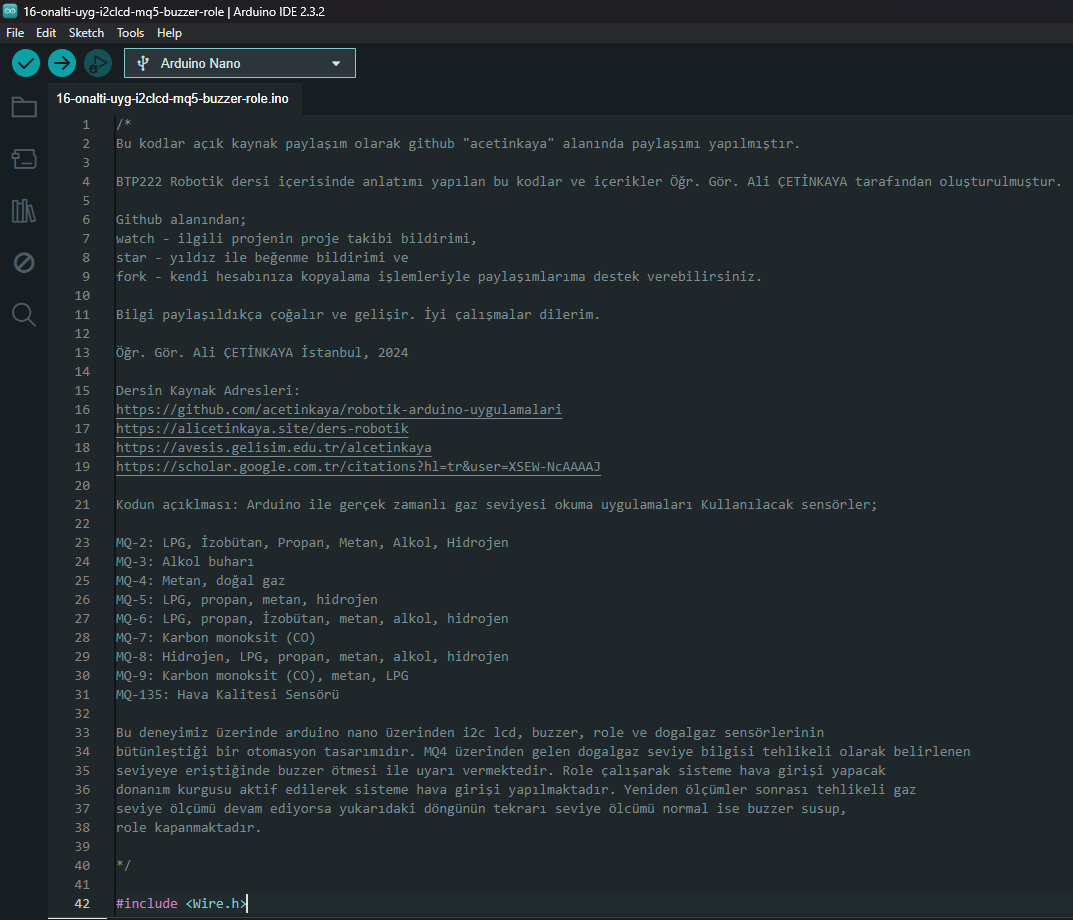 16-onalti-uyg-i2clcd-mq5-buzzer-role | Arduino IDE 2.3.2
File Edit Sketch Tools Help
Arduino Nano
16-onalti-uyg-i2clcd-mq5-buzzer-role.ino
1 /*
2 Bu kodlar açık kaynak paylaşım olarak github "acetinkaya" alanında paylaşımı yapılmıştır.
3
4 BTP222 Robotik dersi içerisinde anlatımı yapılan bu kodlar ve içerikler Öğr. Gör. Ali ÇETİNKAYA tarafından oluşturulmuştur.
5
6 Github alanından;
7 watch - ilgili projenin proje takibi bildirimi,
8 star - yıldız ile beğenme bildirimi ve
9 fork - kendi hesabınıza kopyalama işlemleriyle paylaşımlarıma destek verebilirsiniz.
10
11 Bilgi paylaşıldıkça çoğalır ve gelişir. İyi çalışmalar dilerim.
12
13 Öğr. Gör. Ali ÇETİNKAYA İstanbul, 2024
14
15 Dersin Kaynak Adresleri:
16 https://github.com/acetinkaya/robotik-arduino-uygulamalari
17 https://alicetinkaya.site/ders-robotik
18 https://avesis.gelisim.edu.tr/alcetinkaya
19 https://scholar.google.com.tr/citations?hl=tr&user=XSEW-NcAAAAJ
20
21 Kodun açıklması: Arduino ile gerçek zamanlı gaz seviyesi okuma uygulamaları Kullanılacak sensörler;
22
23 MQ-2: LPG, İzobütan, Propan, Metan, Alkol, Hidrojen
24 MQ-3: Alkol buharı
25 MQ-4: Metan, doğal gaz
26 MQ-5: LPG, propan, metan, hidrojen
27 MQ-6: LPG, propan, İzobütan, metan, alkol, hidrojen
28 MQ-7: Karbon monoksit (CO)
29 MQ-8: Hidrojen, LPG, propan, metan, alkol, hidrojen
30 MQ-9: Karbon monoksit (CO), metan, LPG
31 MQ-135: Hava Kalitesi Sensörü
32
33 Bu deneyimiz üzerinde arduino nano üzerinden i2c lcd, buzzer, role ve dogalgaz sensörlerinin
34 bütünleştiği bir otomasyon tasarımıdır. MQ4 üzerinden gelen dogalgaz seviye bilgisi tehlikeli olarak belirlenen
35 seviyeye eriştiğinde buzzer ötmesi ile uyarı vermektedir. Role çalışarak sisteme hava girişi yapacak
36 donanım kurgusu aktif edilerek sisteme hava girişi yapılmaktadır. Yeniden ölçümler sonrası tehlikeli gaz
37 seviye ölçümü devam ediyorsa yukarıdaki döngünün tekrarı seviye ölcümü normal ise buzzer susup,
38 role kapanmaktadır.
39
40 */
41
42 #include <Wire.h>